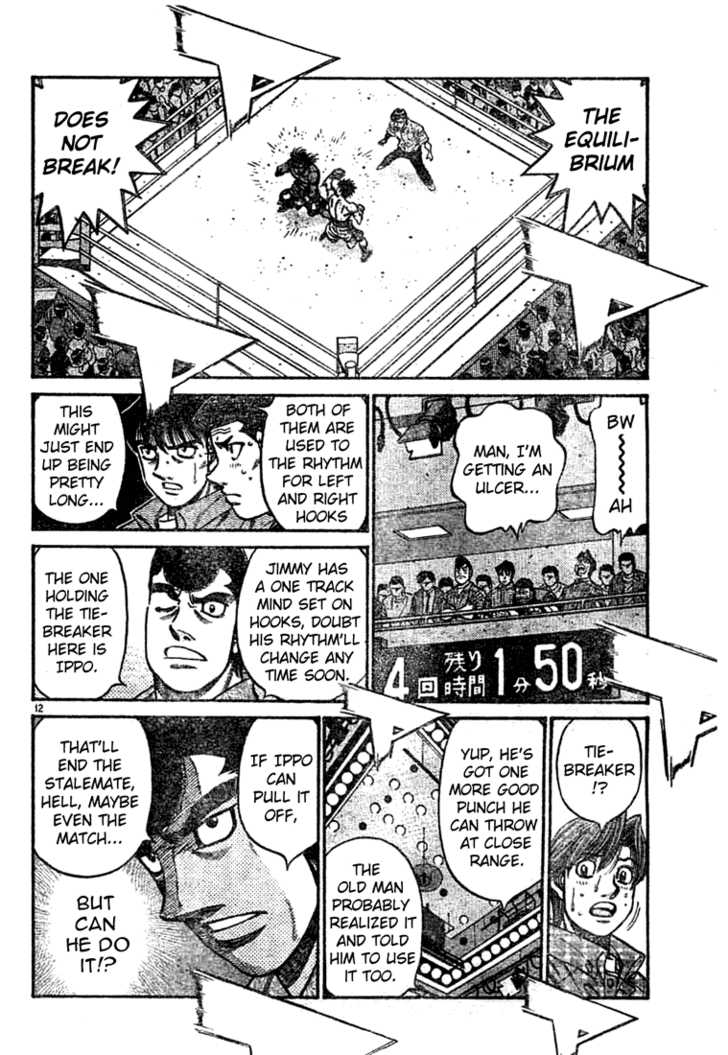 THE
EQUILI-
BRIUM
DOES
NOT
BREAK!
BW
AH
MAN, I'M
GETTING AN
ULCER...
4回 残り時間 1分50秒
BOTH OF
THEM ARE
USED TO
THE RHYTHM
FOR LEFT
AND RIGHT
HOOKS
THIS
MIGHT
JUST END
UP BEING
PRETTY
LONG...
JIMMY HAS
A ONE TRACK
MIND SET ON
HOOKS, DOUBT
HIS RHYTHM'LL
CHANGE ANY
TIME SOON.
THE ONE
HOLDING
THE TIE-
BREAKER
HERE IS
IPPO.
12
TIE-
BREAKER
!?
YUP, HE'S
GOT ONE
MORE GOOD
PUNCH HE
CAN THROW
AT CLOSE
RANGE.
THE
OLD MAN
PROBABLY
REALIZED IT
AND TOLD
HIM TO USE
IT TOO.
IF IPPO
CAN
PULL IT
OFF,
THAT'LL
END THE
STALEMATE,
HELL, MAYBE
EVEN THE
MATCH...
BUT
CAN
HE DO
IT!?